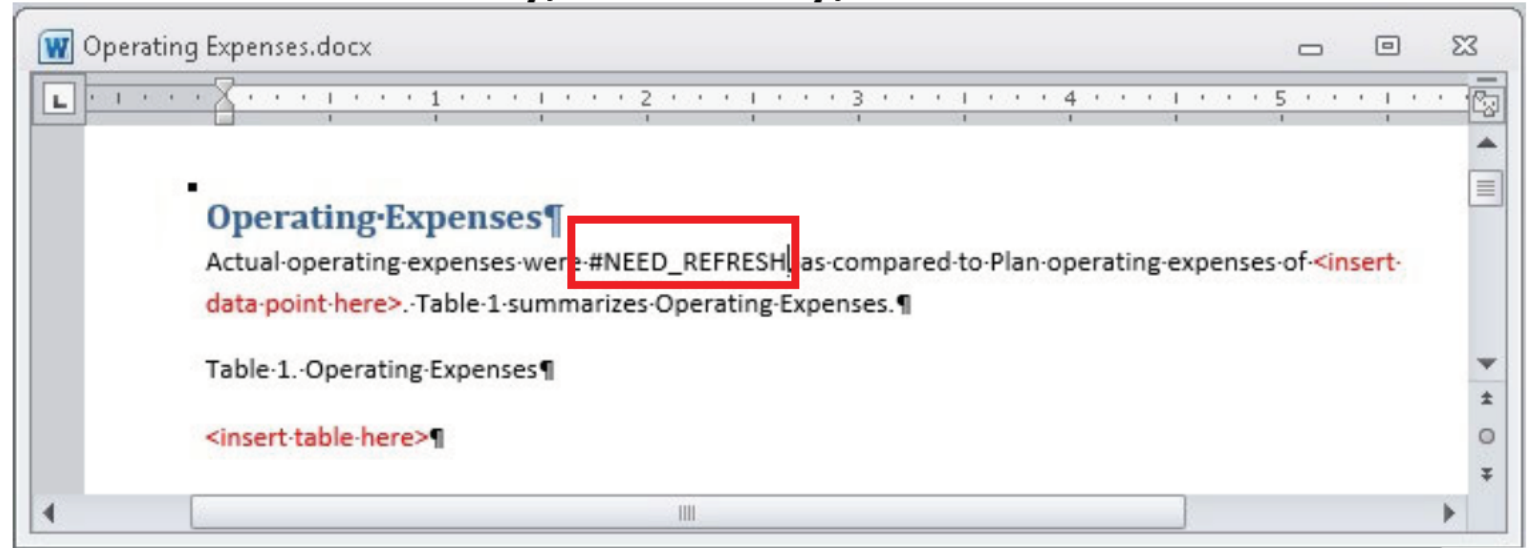 Operating Expenses.docx
L
1 2 3 4 5
Operating·Expenses¶
Actual·operating·expenses·were·#NEED_REFRESH, as·compared·to·Plan·operating·expenses·of·<insert·
data·point·here>.·Table·1·summarizes·Operating·Expenses.¶
Table·1.·Operating·Expenses¶
<insert·table·here>¶